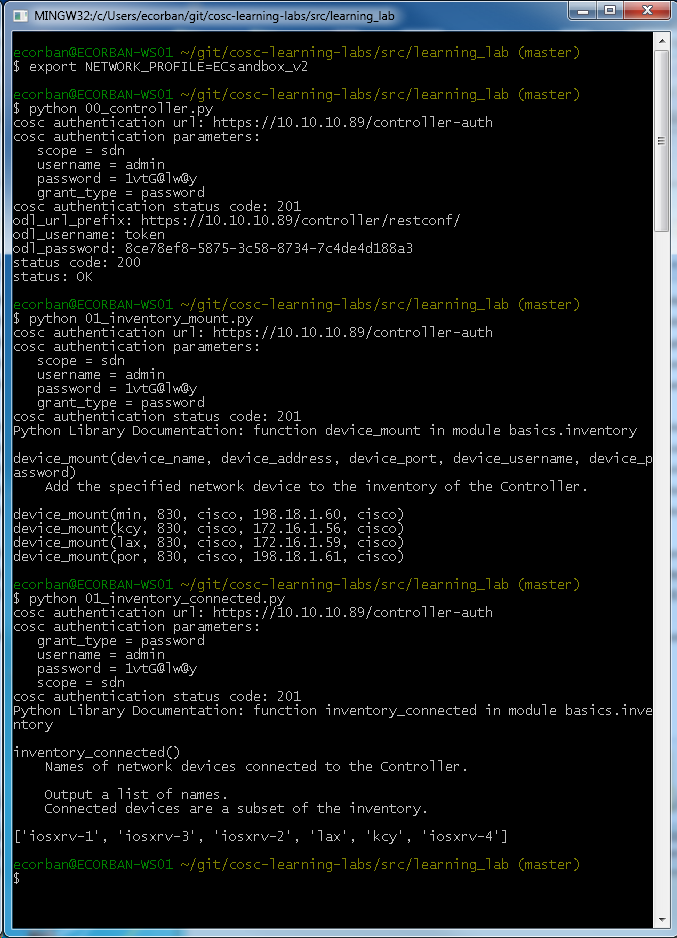 MINGW32:/c/Users/ecorban/git/cosc-learning-labs/src/learning_lab
ecorban@ECORBAN-WS01 ~/git/cosc-learning-labs/src/learning_lab (master)
$ export NETWORK_PROFILE=ECsandbox_v2
ecorban@ECORBAN-WS01 ~/git/cosc-learning-labs/src/learning_lab (master)
$ python 00_controller.py
cosc authentication url: https://10.10.10.89/controller-auth
cosc authentication parameters:
scope = sdn
username = admin
password = 1vtG@lw@y
grant_type = password
cosc authentication status code: 201
odl_url_prefix: https://10.10.10.89/controller/restconf/
odl_username: token
odl_password: 8ce78ef8-5875-3c58-8734-7c4de4d188a3
status code: 200
status: OK
ecorban@ECORBAN-WS01 ~/git/cosc-learning-labs/src/learning_lab (master)
$ python 01_inventory_mount.py
cosc authentication url: https://10.10.10.89/controller-auth
cosc authentication parameters:
scope = sdn
username = admin
password = 1vtG@lw@y
grant_type = password
cosc authentication status code: 201
Python Library Documentation: function device_mount in module basics.inventory
device_mount(device_name, device_address, device_port, device_username, device_p
assword)
Add the specified network device to the inventory of the Controller.
device_mount(min, 830, cisco, 198.18.1.60, cisco)
device_mount(kcy, 830, cisco, 172.16.1.56, cisco)
device_mount(lax, 830, cisco, 172.16.1.59, cisco)
device_mount(por, 830, cisco, 198.18.1.61, cisco)
ecorban@ECORBAN-WS01 ~/git/cosc-learning-labs/src/learning_lab (master)
$ python 01_inventory_connected.py
cosc authentication url: https://10.10.10.89/controller-auth
cosc authentication parameters:
grant_type = password
username = admin
password = 1vtG@lw@y
scope = sdn
cosc authentication status code: 201
Python Library Documentation: function inventory_connected in module basics.inve
ntory
inventory_connected()
Names of network devices connected to the Controller.
Output a list of names.
Connected devices are a subset of the inventory.
['iosxrv-1', 'iosxrv-3', 'iosxrv-2', 'lax', 'kcy', 'iosxrv-4']
ecorban@ECORBAN-WS01 ~/git/cosc-learning-labs/src/learning_lab (master)
$